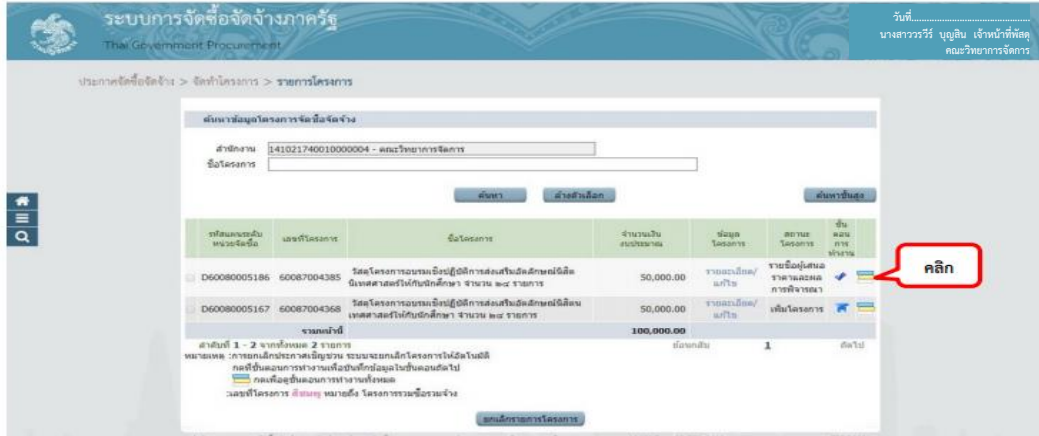 ระบบการจัดซื้อจัดจ้างภาครัฐ
Thai Government Procurement
วันที่
นางสาววรวีร์ บุญสิน เจ้าหน้าที่พัสดุ
คณะวิทยาการจัดการ
ประกาศจัดซื้อจัดจ้าง > จัดทำโครงการ > รายการโครงการ
ค้นหาข้อมูลโครงการจัดซื้อจัดจ้าง
สำนักงาน 141021740010000004 - คณะวิทยาการจัดการ
ชื่อโครงการ
ค้นหา ล้างตัวเลือก ค้นหาขั้นสูง
รหัสแผนระดับหน่วยจัดซื้อ เลขที่โครงการ ชื่อโครงการ จำนวนเงินงบประมาณ ข้อมูลโครงการ สถานะโครงการ ขั้นตอนการทำงาน
D60080005186 60087004385 วัสดุโครงการอบรมเชิงปฏิบัติการส่งเสริมอัตลักษณ์นิสิตนิเทศศาสตร์ให้กับนักศึกษา จำนวน ๒๔ รายการ 50,000.00 รายละเอียด/แก้ไข รายชื่อผู้เสนอราคาและผลการพิจารณา
คลิก
D60080005167 60087004368 วัสดุโครงการอบรมเชิงปฏิบัติการส่งเสริมอัตลักษณ์นิสิตนิเทศศาสตร์ให้กับนักศึกษา จำนวน ๒๔ รายการ 50,000.00 รายละเอียด/แก้ไข เพิ่มโครงการ
รวมหน้านี้ 100,000.00
ลำดับที่ 1 - 2 จากทั้งหมด 2 รายการ ย้อนกลับ 1 ถัดไป
หมายเหตุ :การยกเลิกประกาศเชิญชวน ระบบจะยกเลิกโครงการให้อัตโนมัติ
กดที่ขั้นตอนการทำงานเพื่อบันทึกข้อมูลในขั้นตอนถัดไป
กดเพื่อดูขั้นตอนการทำงานทั้งหมด
:เลขที่โครงการ สีชมพู หมายถึง โครงการรวมซื้อรวมจ้าง
ยกเลิกรายการโครงการ